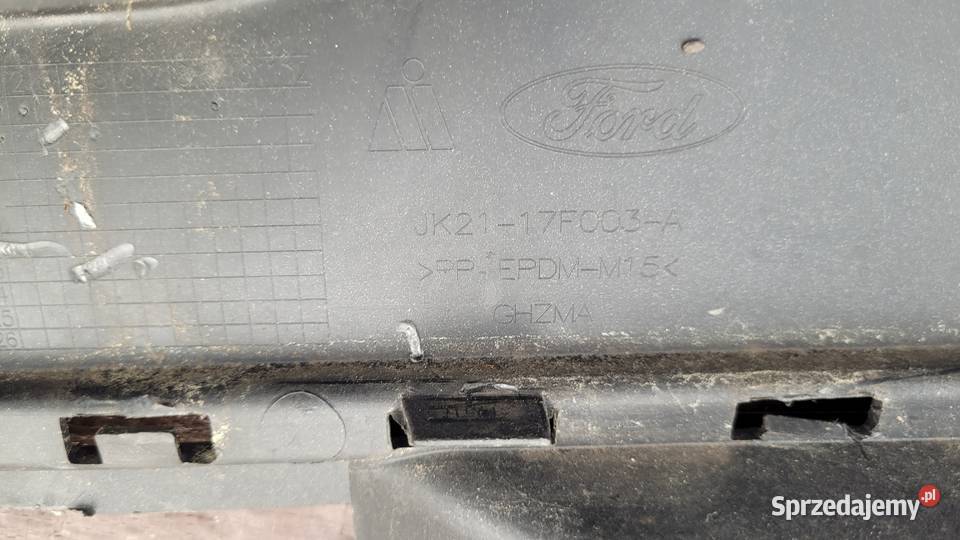 Ford
JK21-17F003-A
>PP+EPDM-M15<
GHZMA
Sprzedajemy.pl